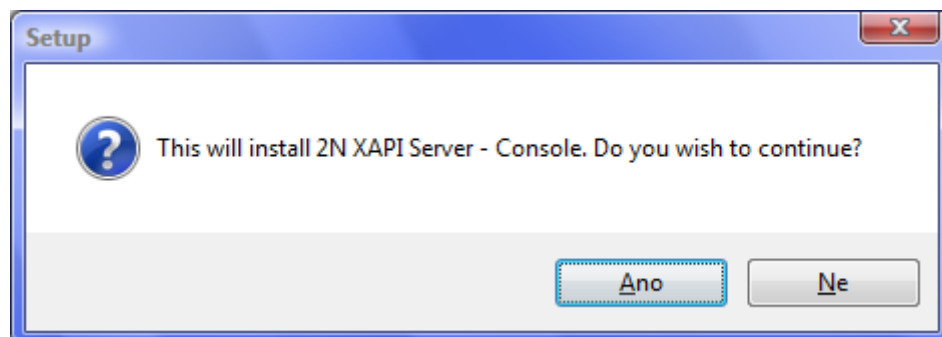 Setup
This will install 2N XAPI Server - Console. Do you wish to continue?
Ano
Ne